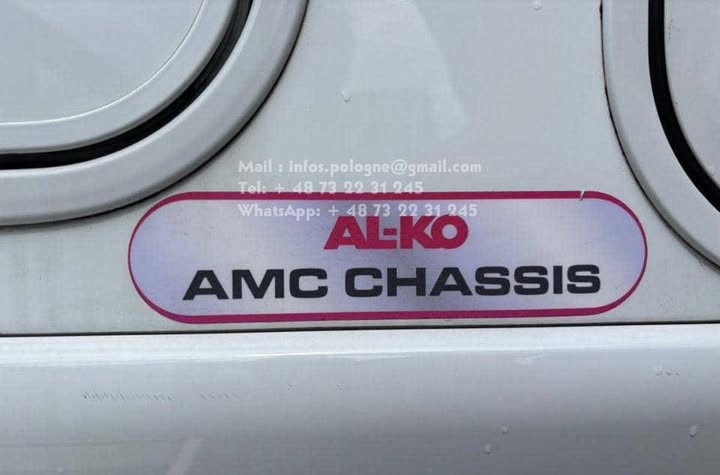 Mail : infos.pologne@gmail.com
Tel: + 48 73 22 31 245
WhatsApp: + 48 73 22 31 245
AL-KO
AMC CHASSIS